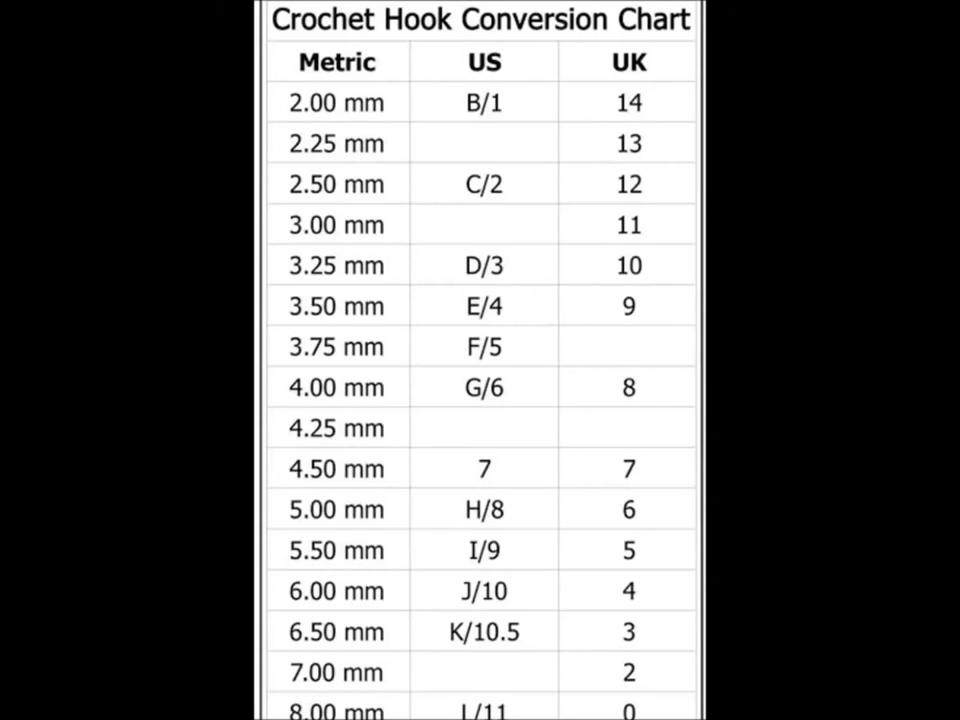 Crochet Hook Conversion Chart
Metric US UK
2.00 mm B/1 14
2.25 mm 13
2.50 mm C/2 12
3.00 mm 11
3.25 mm D/3 10
3.50 mm E/4 9
3.75 mm F/5
4.00 mm G/6 8
4.25 mm
4.50 mm 7 7
5.00 mm H/8 6
5.50 mm I/9 5
6.00 mm J/10 4
6.50 mm K/10.5 3
7.00 mm 2
8.00 mm L/11 0